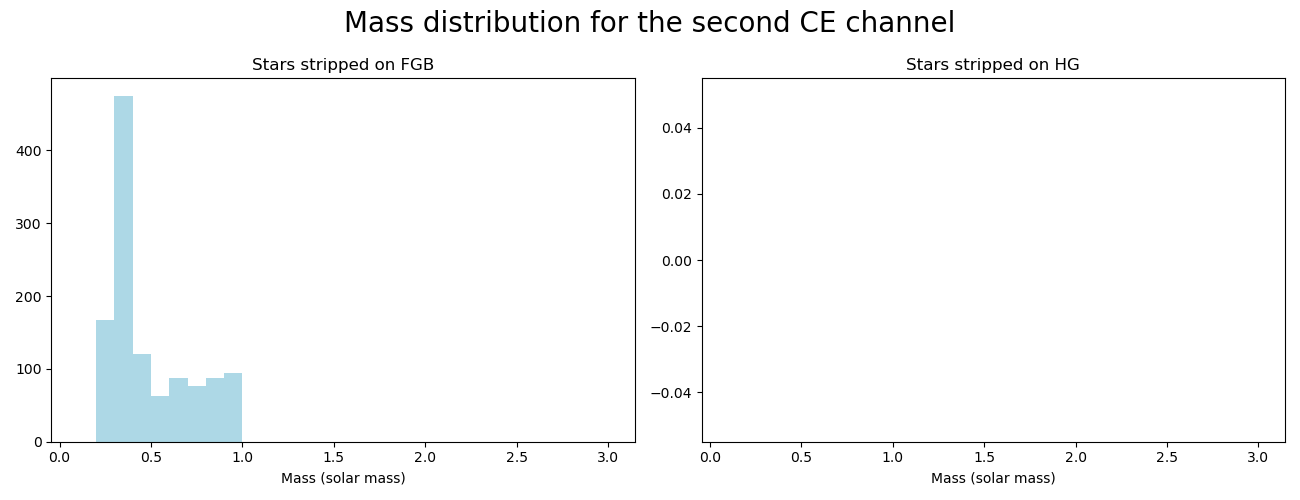 Mass distribution for the second CE channel
Stars stripped on FGB
400
300
200
100
0
0.0 0.5 1.0 1.5 2.0 2.5 3.0
Mass (solar mass)
Stars stripped on HG
0.04
0.02
0.00
−0.02
−0.04
0.0 0.5 1.0 1.5 2.0 2.5 3.0
Mass (solar mass)